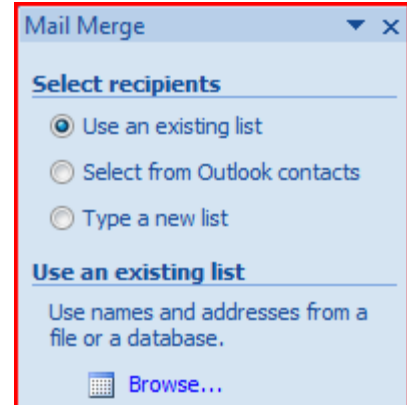 Mail Merge
Select recipients
Use an existing list
Select from Outlook contacts
Type a new list
Use an existing list
Use names and addresses from a
file or a database.
Browse...